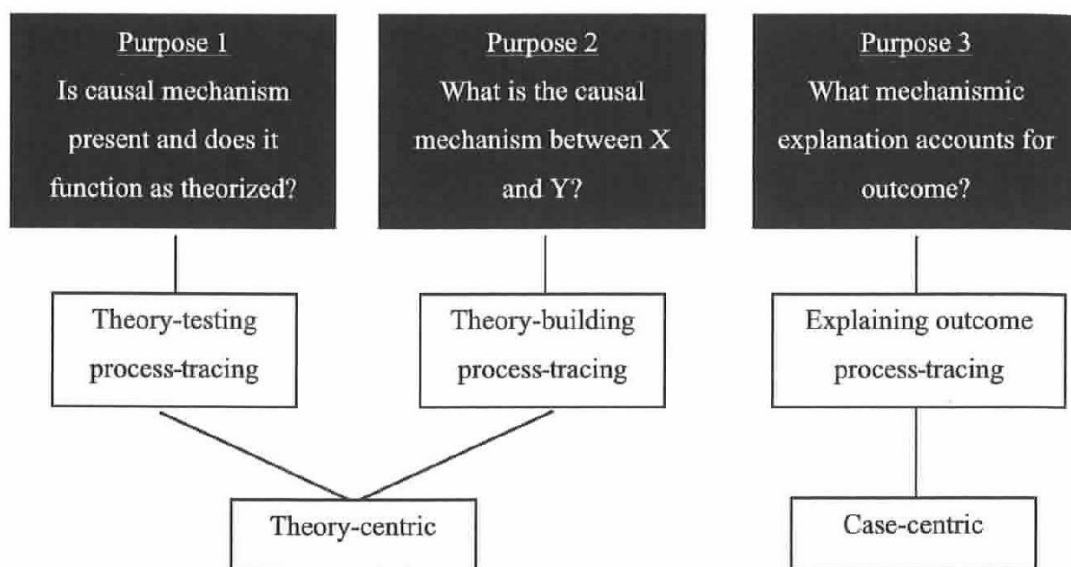 Purpose 1
Is causal mechanism
present and does it
function as theorized?
Purpose 2
What is the causal
mechanism between X
and Y?
Purpose 3
What mechanismic
explanation accounts for
outcome?
Theory-testing
process-tracing
Theory-building
process-tracing
Explaining outcome
process-tracing
Theory-centric
Case-centric